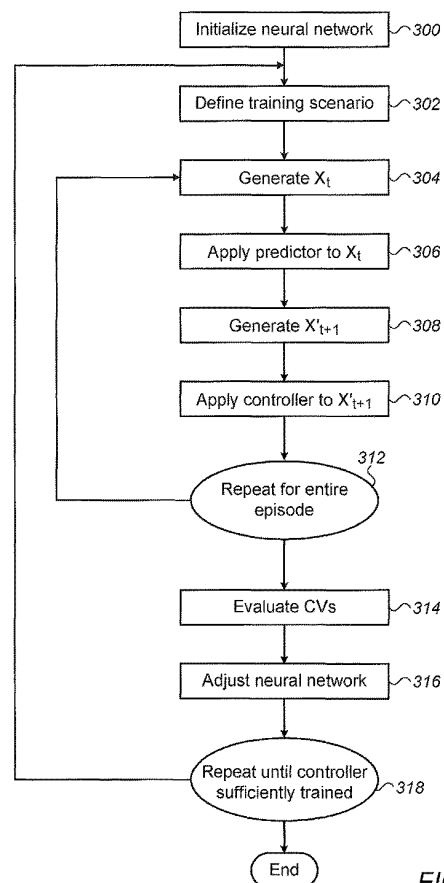 Initialize neural network
300
Define training scenario
302
Generate Xt
304
Apply predictor to Xt
306
Generate X't+1
308
Apply controller to X't+1
310
312
Repeat for entire
episode
Evaluate CVs
314
Adjust neural network
316
Repeat until controller
sufficiently trained
318
End